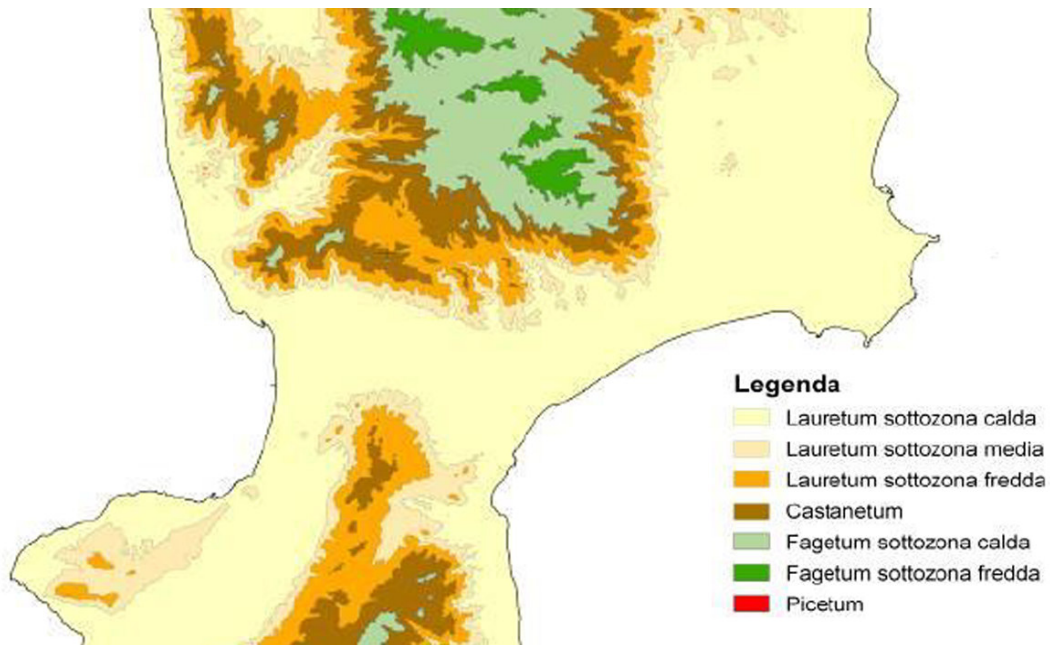 Legenda
Lauretum sottozona calda
Lauretum sottozona media
Lauretum sottozona fredda
Castanetum
Fagetum sottozona calda
Fagetum sottozona fredda
Picetum